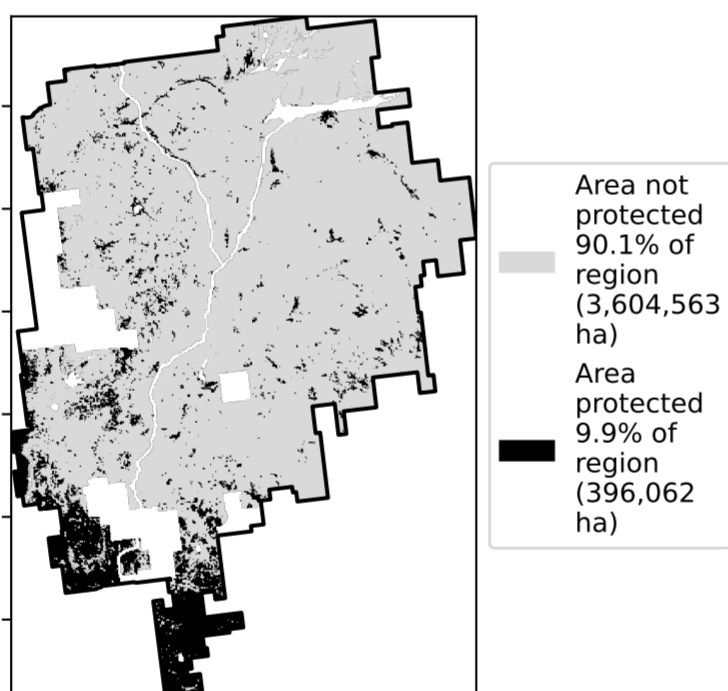 Area not
protected
90.1% of
region
(3,604,563
ha)
Area
protected
9.9% of
region
(396,062
ha)